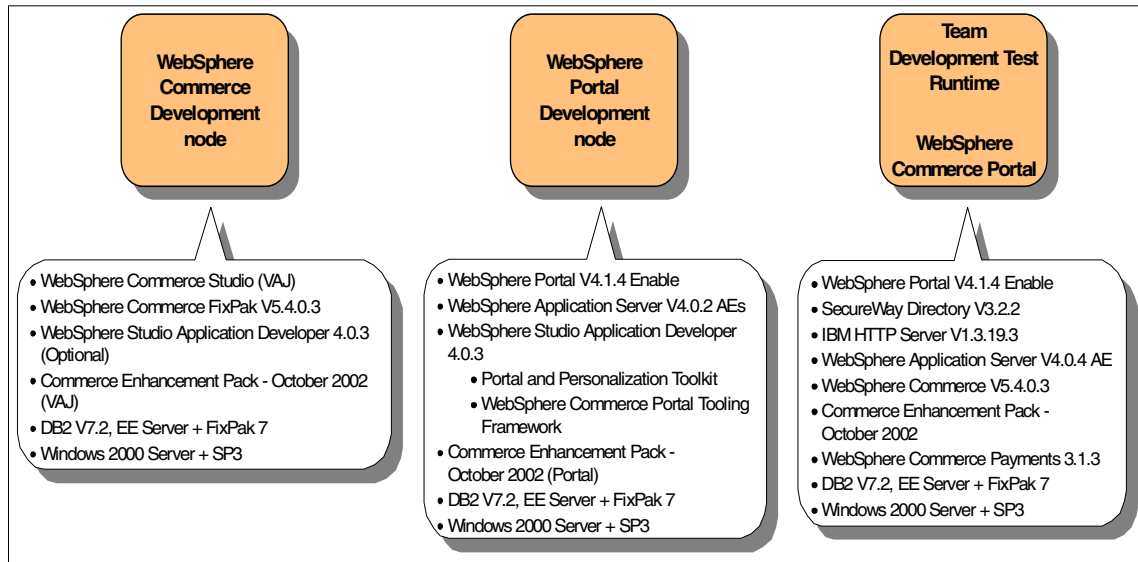 WebSphere
Commerce
Development
node
WebSphere
Portal
Development
node
Team
Development Test
Runtime
WebSphere
Commerce Portal
• WebSphere Commerce Studio (VAJ)
• WebSphere Commerce FixPak V5.4.0.3
• WebSphere Studio Application Developer 4.0.3
(Optional)
• Commerce Enhancement Pack - October 2002
(VAJ)
• DB2 V7.2, EE Server + FixPak 7
• Windows 2000 Server + SP3
• WebSphere Portal V4.1.4 Enable
• WebSphere Application Server V4.0.2 AEs
• WebSphere Studio Application Developer
4.0.3
• Portal and Personalization Toolkit
• WebSphere Commerce Portal Tooling
Framework
• Commerce Enhancement Pack -
October 2002 (Portal)
• DB2 V7.2, EE Server + FixPak 7
• Windows 2000 Server + SP3
• WebSphere Portal V4.1.4 Enable
• SecureWay Directory V3.2.2
• IBM HTTP Server V1.3.19.3
• WebSphere Application Server V4.0.4 AE
• WebSphere Commerce V5.4.0.3
• Commerce Enhancement Pack -
October 2002
• WebSphere Commerce Payments 3.1.3
• DB2 V7.2, EE Server + FixPak 7
• Windows 2000 Server + SP3